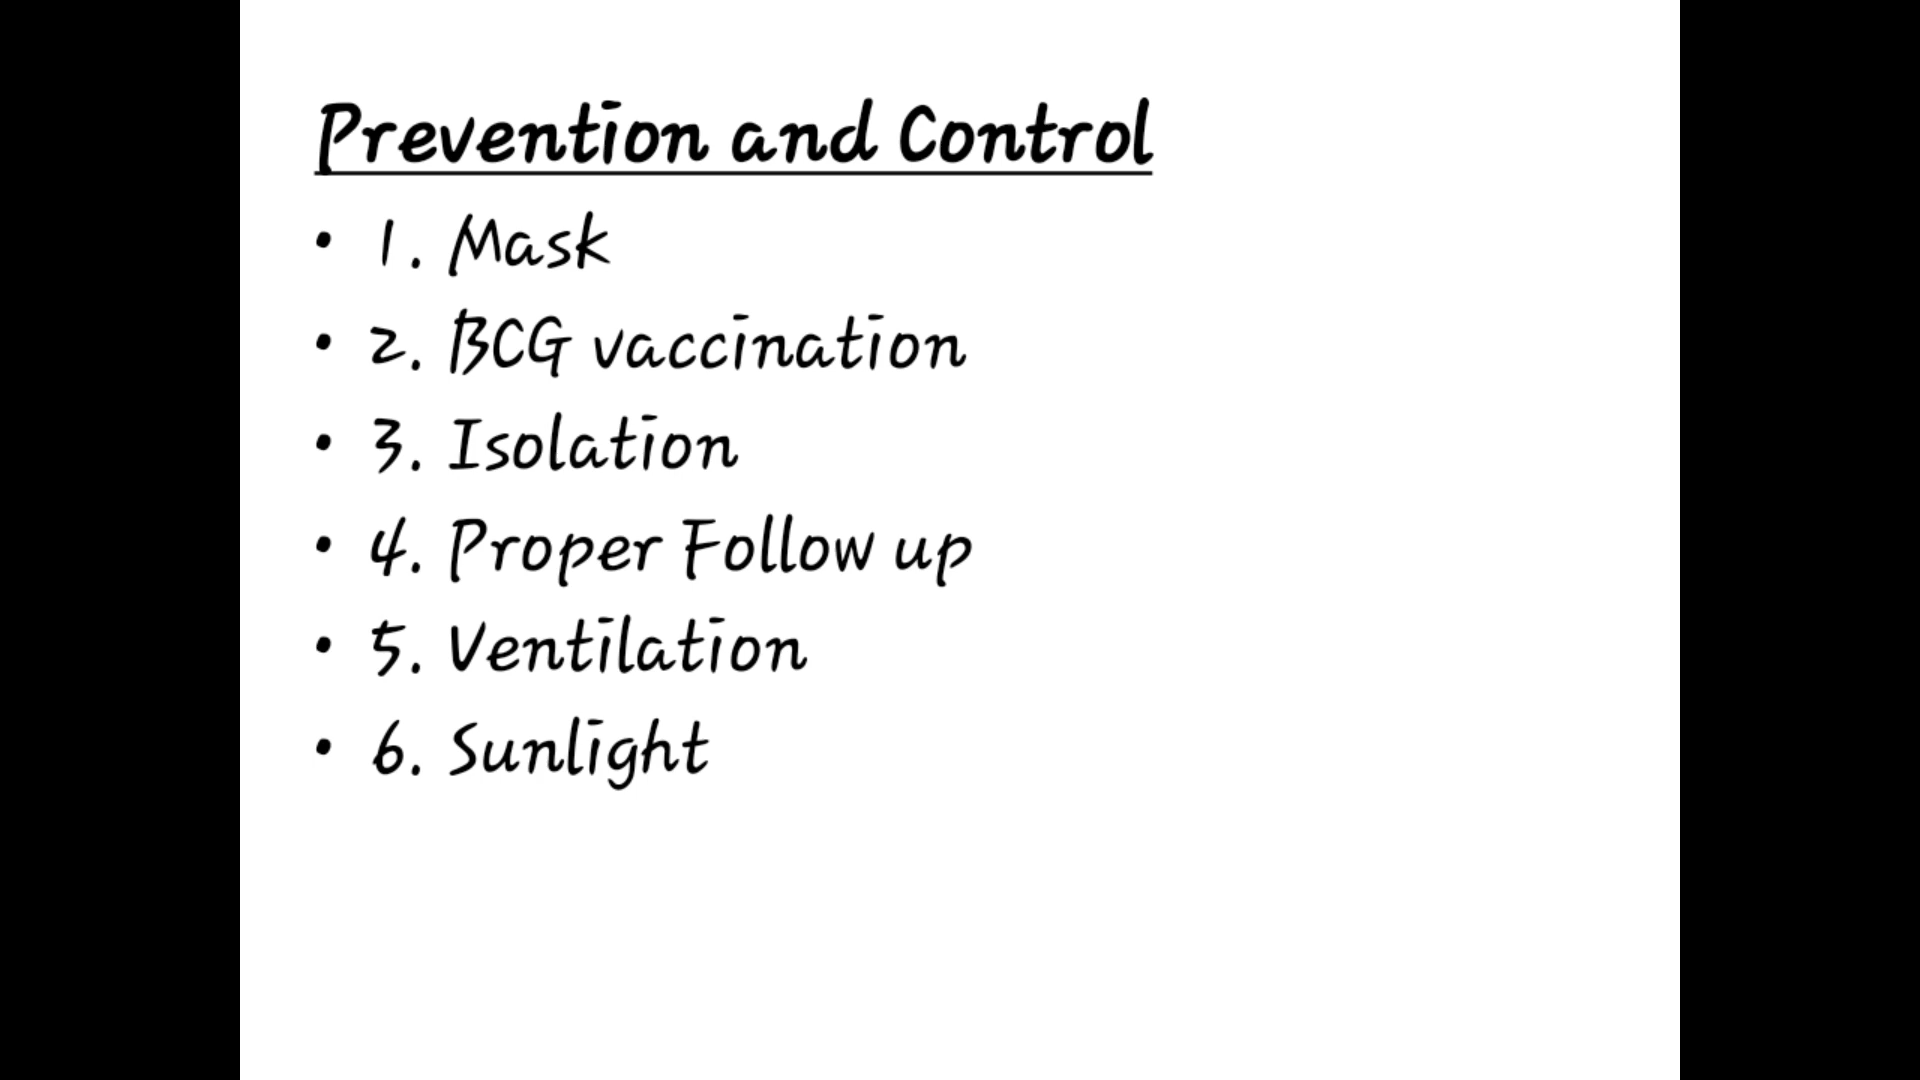 Prevention and Control
• 1. Mask
• 2. BCG vaccination
• 3. Isolation
• 4. Proper Follow up
• 5. Ventilation
• 6. Sunlight